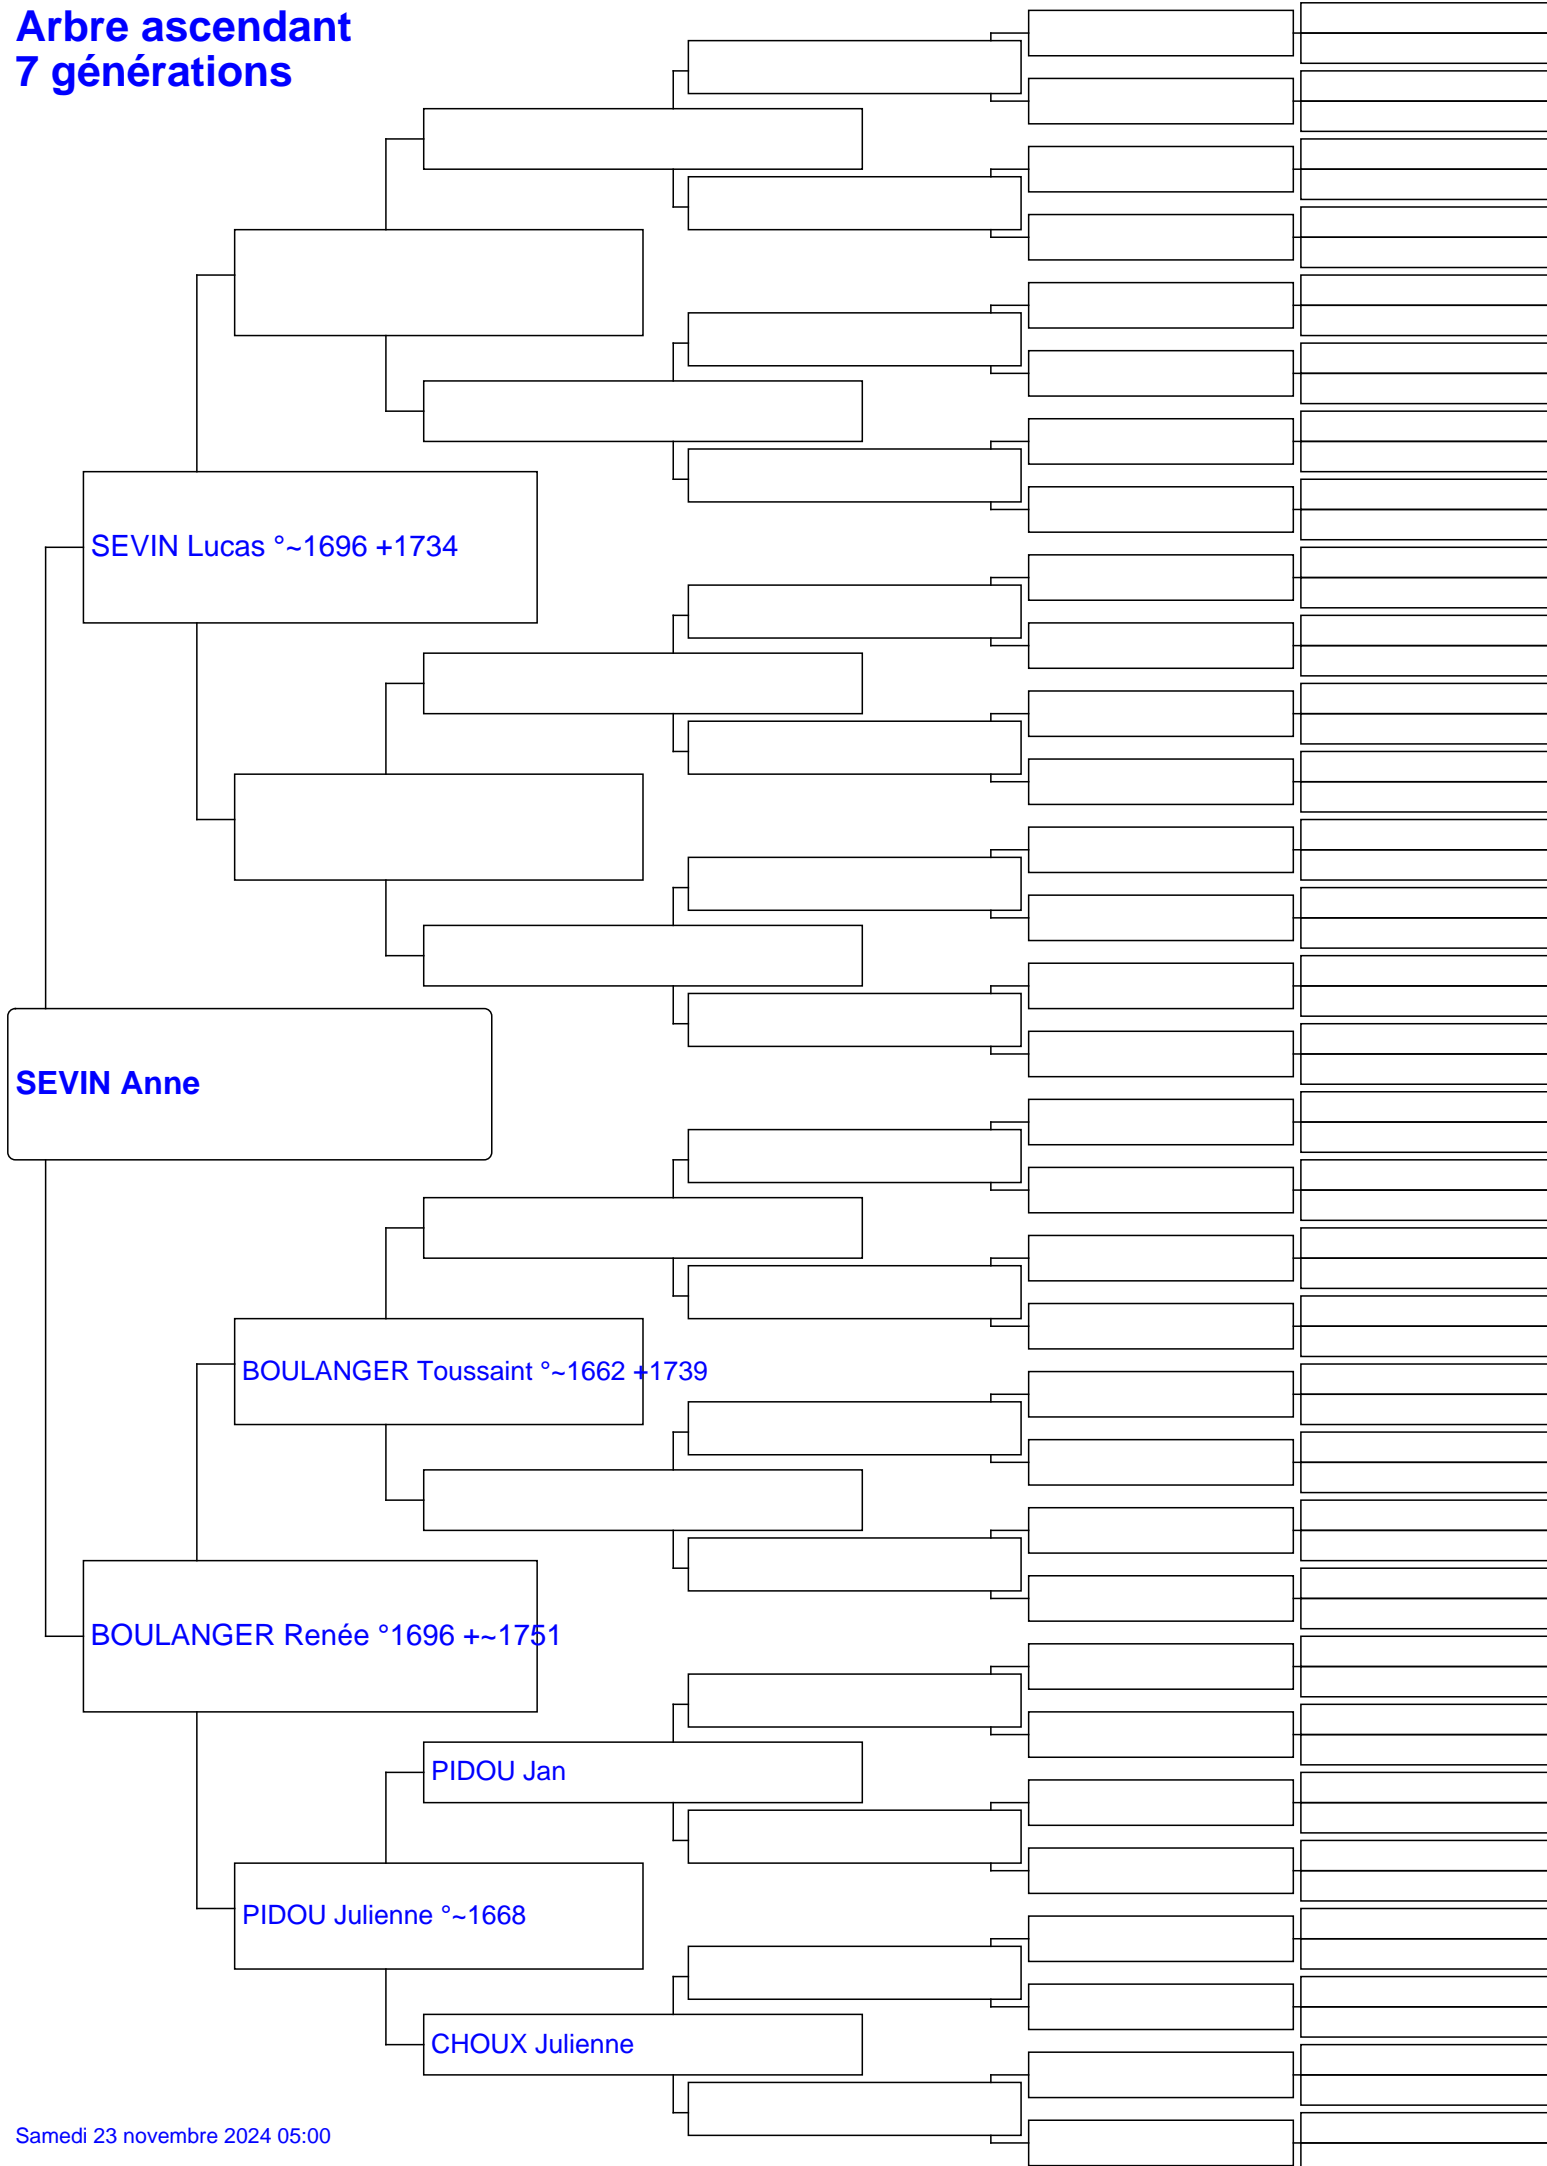 Arbre ascendant
7 générations
SEVIN Lucas °~1696 +1734
SEVIN Anne
BOULANGER Toussaint °~1662 +1739
BOULANGER Renée °1696 +~1751
PIDOU Jan
PIDOU Julienne °~1668
CHOUX Julienne
Samedi 23 novembre 2024 05:00